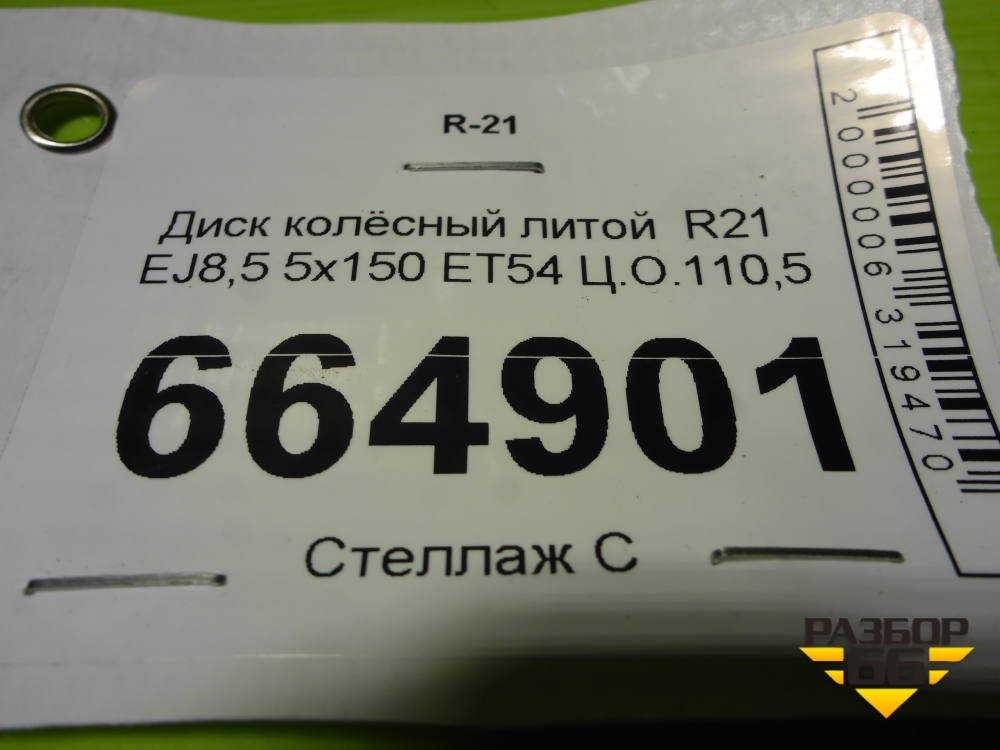 R-21
Диск колёсный литой R21
EJ8,5 5x150 ET54 Ц.О.110,5
664901
Стеллаж С
2000006319470
РАЗБОР
66